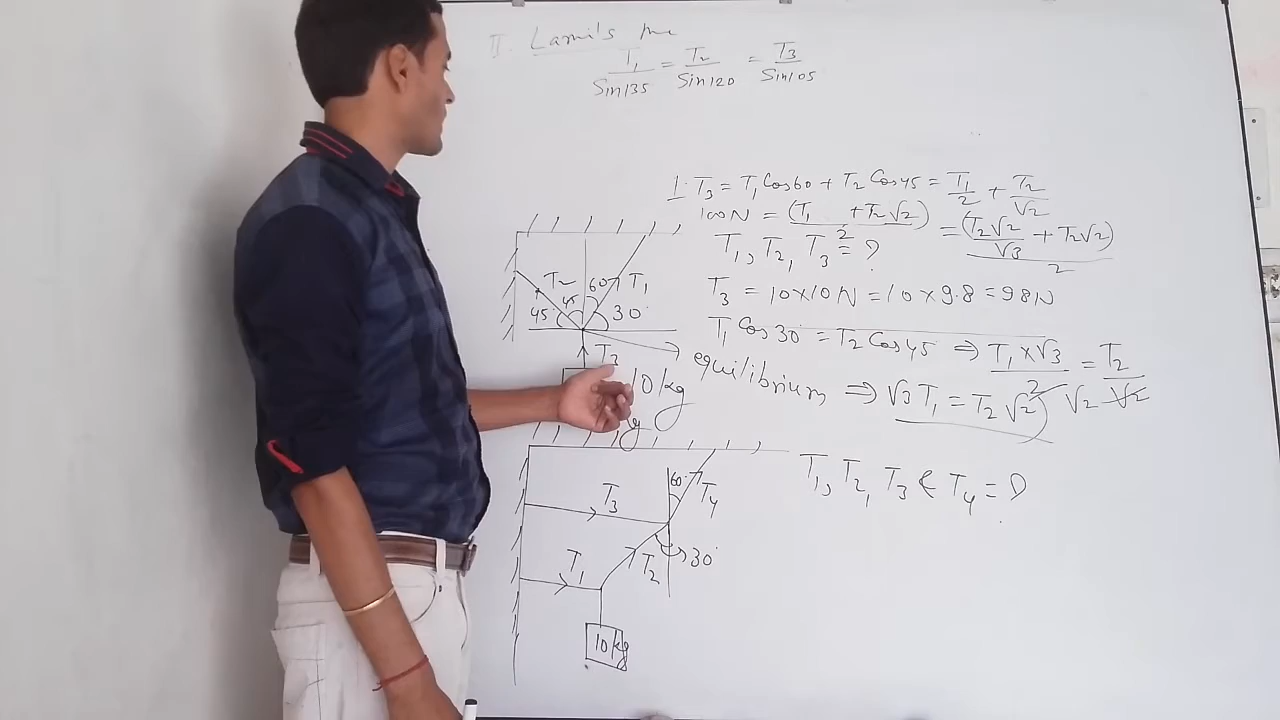 II. Lami's
T1/Sin135 = T2/Sin120 = T3/Sin105
1. T3 = T1 Cos60 + T2 Cos45 = T1/2 + T2/√2
100N = (T1 + T2√2)/2 = (T2√2/√3 + T2√2)/2
T1, T2, T3 = ?
T3 = 10×10N = 10×9.8 = 98N
T1 Cos30° = T2 Cos45 ⇒ T1×√3/2 = T2/√2
equilibrium ⇒ √3T1 = T2√2
T2 60° T1
45 45 30°
T3
10kg
T1, T2, T3 & T4 = ?
60° T4
T3
T1 T2 30°
10kg